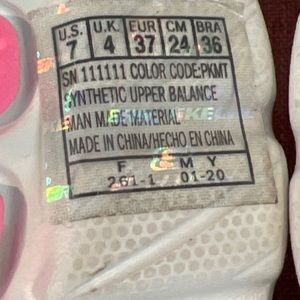 U.S. U.K. EUR CM BRA
7 4 37 24 36
SN 111111 COLOR CODE:PKMT
SYNTHETIC UPPER BALANCE
MAN MADE MATERIAL
MADE IN CHINA/HECHO EN CHINA
F M Y
261-1 01-20